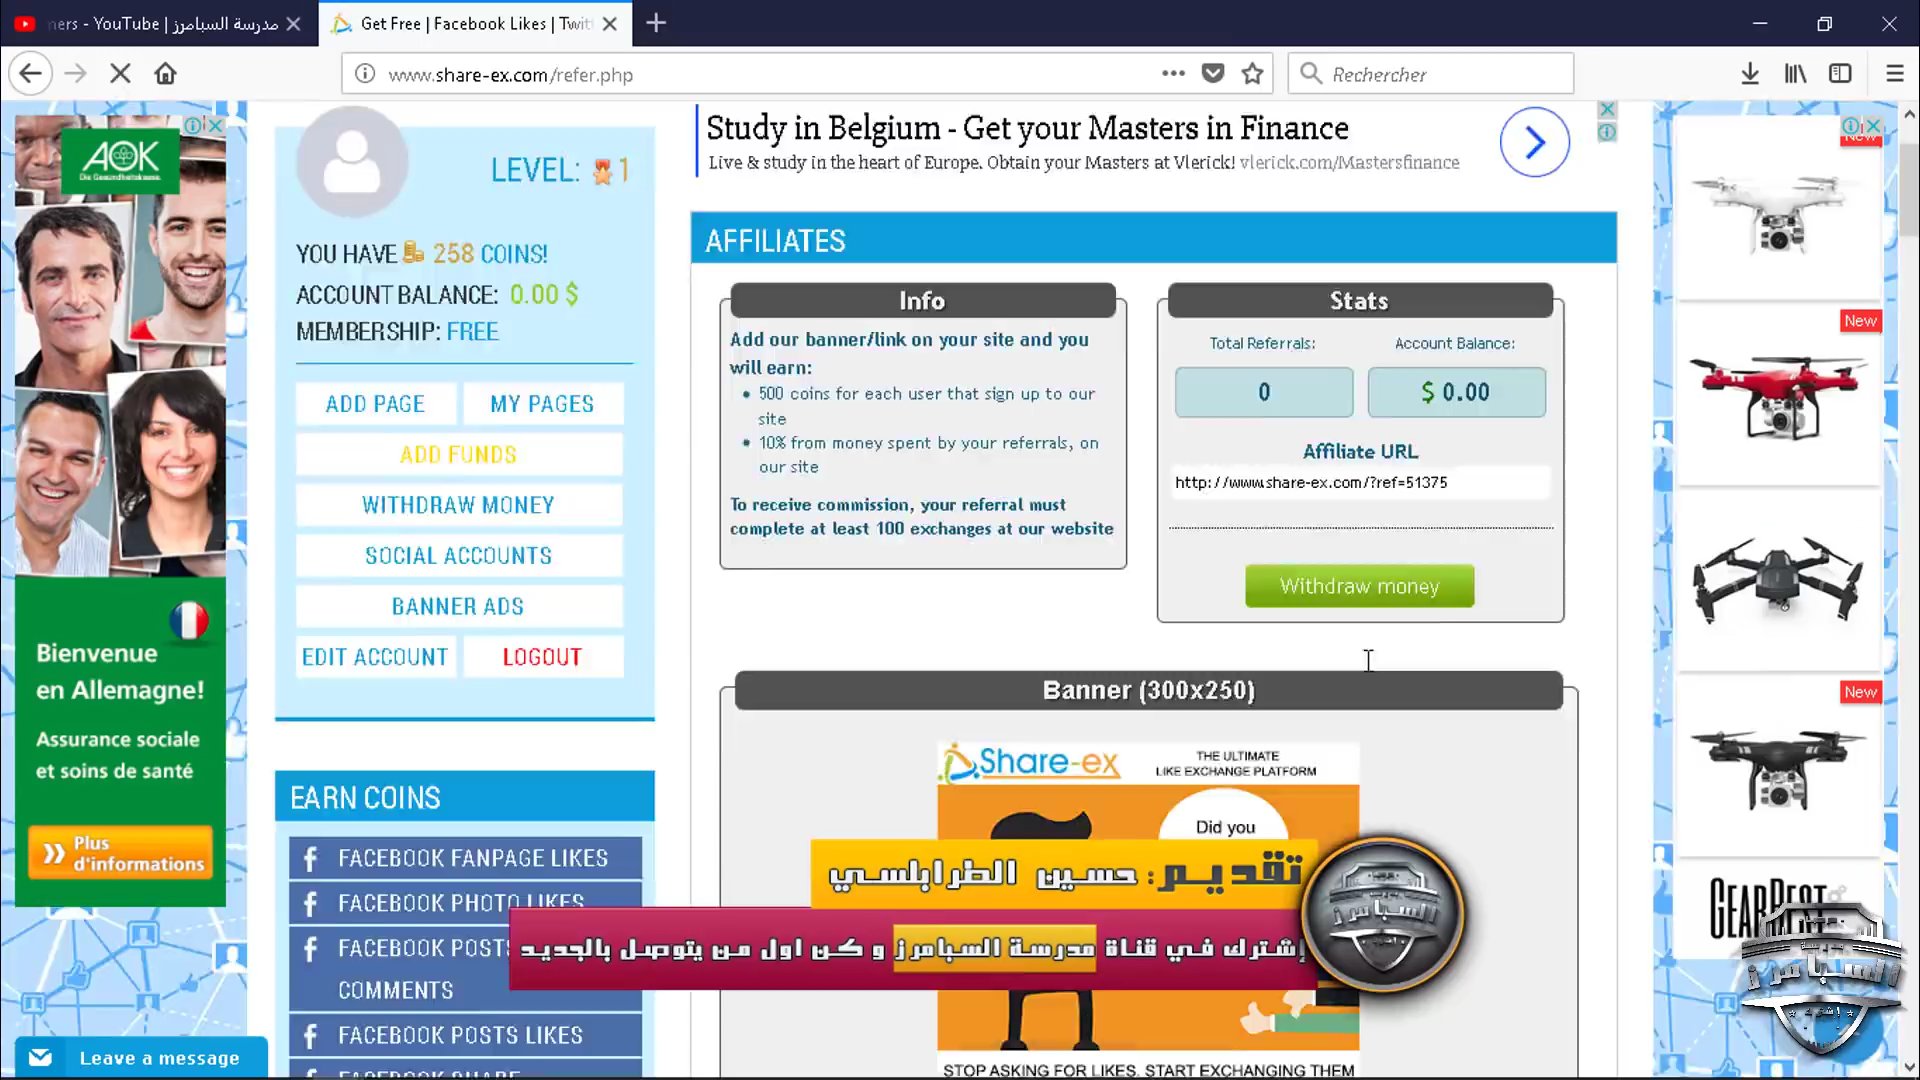 ners - YouTube | مدرسة السبامرز
Get Free | Facebook Likes | Twitt
www.share-ex.com/refer.php
Rechercher
AOK
Die Gesundheitskasse.
Bienvenue
en Allemagne!
Assurance sociale
et soins de santé
Plus
d'informations
Leave a message
LEVEL: 1
YOU HAVE 258 COINS!
ACCOUNT BALANCE: 0.00 $
MEMBERSHIP: FREE
ADD PAGE
MY PAGES
ADD FUNDS
WITHDRAW MONEY
SOCIAL ACCOUNTS
BANNER ADS
EDIT ACCOUNT
LOGOUT
EARN COINS
FACEBOOK FANPAGE LIKES
FACEBOOK PHOTO LIKES
FACEBOOK POSTS
COMMENTS
FACEBOOK POSTS LIKES
FACEBOOK SHARE
Study in Belgium - Get your Masters in Finance
Live & study in the heart of Europe. Obtain your Masters at Vlerick! vlerick.com/Mastersfinance
AFFILIATES
Info
Add our banner/link on your site and you
will earn:
500 coins for each user that sign up to our
site
10% from money spent by your referrals, on
our site
To receive commission, your referral must
complete at least 100 exchanges at our website
Stats
Total Referrals:
Account Balance:
0
$ 0.00
Affiliate URL
http://www.share-ex.com/?ref=51375
Withdraw money
Banner (300x250)
Share-ex
THE ULTIMATE
LIKE EXCHANGE PLATFORM
Did you
STOP ASKING FOR LIKES. START EXCHANGING THEM
تقديم: حسين الطرابلسي
إشترك في قناة مدرسة السبامرز و كن اول من يتوصل بالجديد
السبامرز
New
New
New
GEARBEST
السبامرز
إشترك